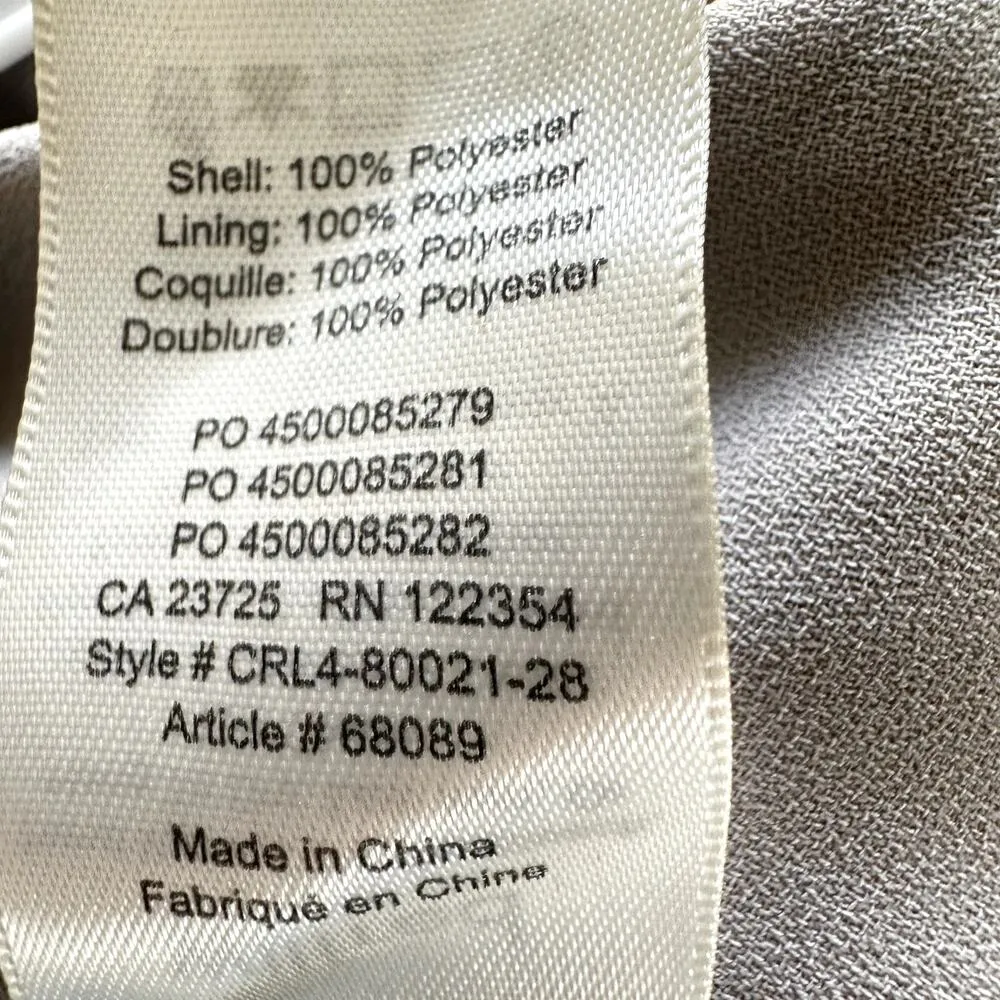 Shell: 100% Polyester
Lining: 100% Polyester
Coquille: 100% Polyester
Doublure: 100% Polyester
PO 4500085279
PO 4500085281
PO 4500085282
CA 23725 RN 122354
Style # CRL4-80021-28
Article # 68089
Made in China
Fabriqué en Chine